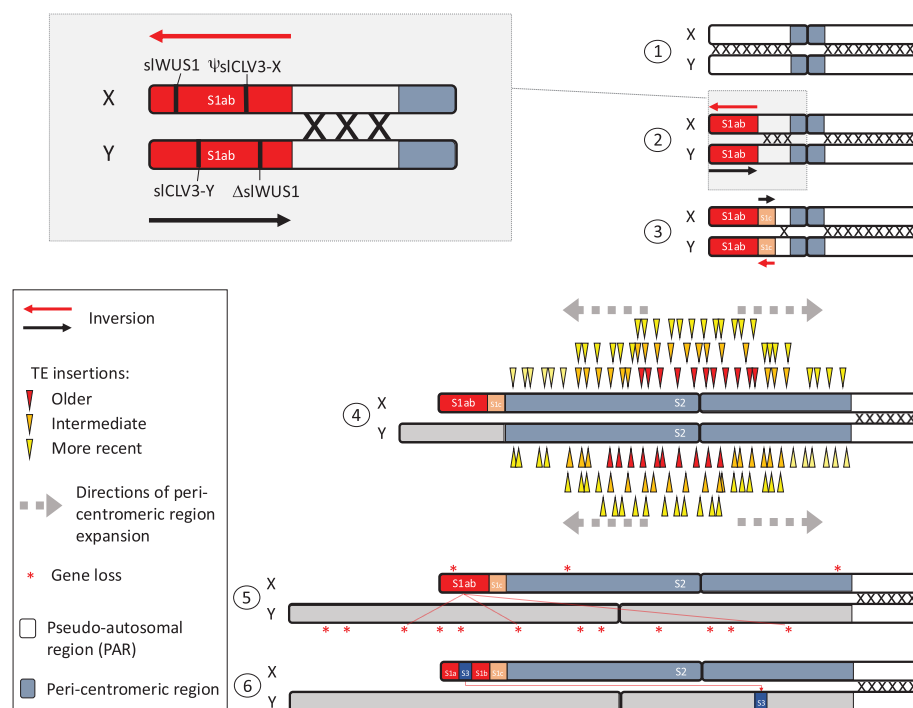 slWUS1 ΨslCLV3-X
X S1ab
Y S1ab
slCLV3-Y ΔslWUS1
1 X XXXXXXXXXXXXXXXXXXX
Y
2 X S1ab
Y S1ab
3 X S1ab S1c
Y S1ab S1c
Inversion
TE insertions:
Older
Intermediate
More recent
Directions of peri-
centromeric region
expansion
* Gene loss
Pseudo-autosomal
region (PAR)
Peri-centromeric region
4 X S1ab S1c S2
Y S2
5 X S1ab S1c S2
Y
6 X S1a S3 S1b S1c S2
Y S3